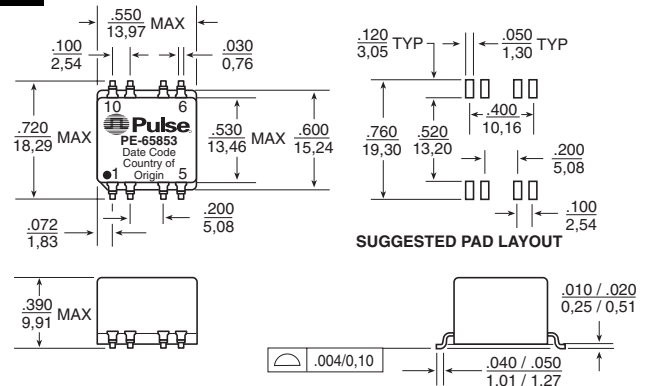 .550
13,97 MAX
.100
2,54
.030
0,76
10 6
Pulse
PE-65853
Date Code
Country of
Origin
1 5
.720
18,29 MAX
.530
13,46 MAX
.600
15,24
.072
1,83
.200
5,08
.120
3,05 TYP
.050
1,30 TYP
.400
10,16
.760
19,30
.520
13,20
.200
5,08
.100
2,54
SUGGESTED PAD LAYOUT
.390
9,91 MAX
.010 / .020
0,25 / 0,51
.004/0,10
.040 / .050
1.01 / 1.27